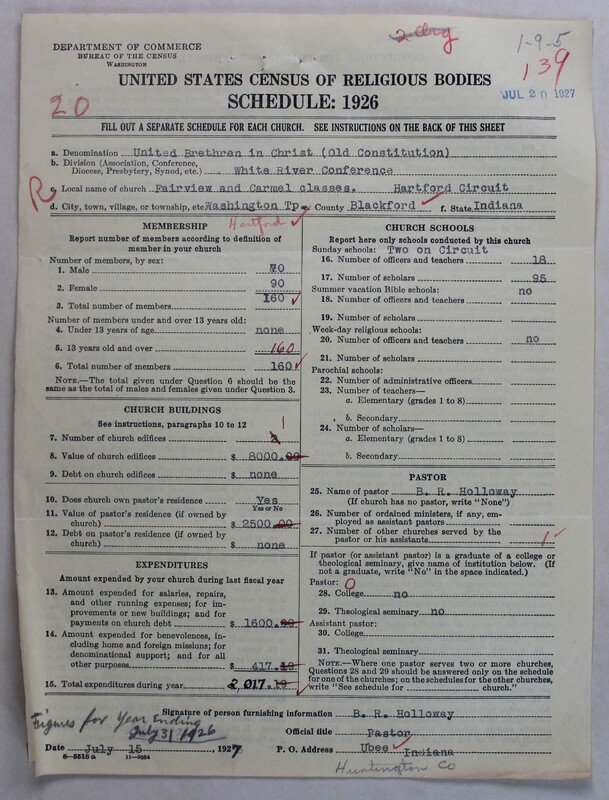 2 Org
1-9-5
139
JUL 20 1927
20
DEPARTMENT OF COMMERCE
BUREAU OF THE CENSUS
WASHINGTON
UNITED STATES CENSUS OF RELIGIOUS BODIES
SCHEDULE: 1926
FILL OUT A SEPARATE SCHEDULE FOR EACH CHURCH. SEE INSTRUCTIONS ON THE BACK OF THIS SHEET
a. Denomination United Brethren in Christ (Old Constitution)
b. Division (Association, Conference,
Diocese, Presbytery, Synod, etc.) White River Conference
R
c. Local name of church Fairview and Carmel classes. Hartford Circuit
d. City, town, village, or township, etc. Washington Tp. e. County Blackford f. State Indiana
Hartford
MEMBERSHIP
Report number of members according to definition of
member in your church
Number of members, by sex:
1. Male 70
2. Female 90
3. Total number of members 160
Number of members under and over 13 years old:
4. Under 13 years of age none
5. 13 years old and over 160
6. Total number of members 160
NOTE.—The total given under Question 6 should be
the same as the total of males and females given under Question 3.
CHURCH BUILDINGS
See instructions, paragraphs 10 to 12
1
7. Number of church edifices 2
8. Value of church edifices $ 8000.00
9. Debt on church edifices $ none
10. Does church own pastor's residence Yes
Yes or No
11. Value of pastor's residence (if owned by
church) $ 2500.00
12. Debt on pastor's residence (if owned by
church) $ none
EXPENDITURES
Amount expended by your church during last fiscal year
13. Amount expended for salaries, repairs,
and other running expenses; for im-
provements or new buildings; and for
payments on church debt $ 1600.00
14. Amount expended for benevolences, in-
cluding home and foreign missions; for
denominational support; and for all
other purposes $ 417.19
15. Total expenditures during year 2,017.19
CHURCH SCHOOLS
Report here only schools conducted by this church
Sunday schools: Two on Circuit
16. Number of officers and teachers 18
17. Number of scholars 95
Summer vacation Bible schools: no
18. Number of officers and teachers
19. Number of scholars
Week-day religious schools:
20. Number of officers and teachers no
21. Number of scholars
Parochial schools:
22. Number of administrative officers
23. Number of teachers—
a. Elementary (grades 1 to 8)
b. Secondary
24. Number of scholars—
a. Elementary (grades 1 to 8)
b. Secondary
PASTOR
25. Name of pastor B. R. Holloway
(If church has no pastor, write "None")
26. Number of ordained ministers, if any, em-
ployed as assistant pastors
27. Number of other churches served by the
pastor or his assistants 1
If pastor (or assistant pastor) is a graduate of a college or
theological seminary, give name of institution below. (If
not a graduate, write "No" in the space indicated.)
Pastor: 0
28. College no
29. Theological seminary no
Assistant pastor:
30. College
31. Theological seminary
NOTE.—Where one pastor serves two or more churches,
Questions 28 and 29 should be answered only on the schedule
for one of the churches; on the schedules for the other churches,
write "See schedule for church."
Figures for Year Ending
July 31 1926
Signature of person furnishing information B. R. Holloway
Official title Pastor
Date July 15, 1927 P. O. Address Ubee Indiana
8-5518 a 11-9034
Huntington Co